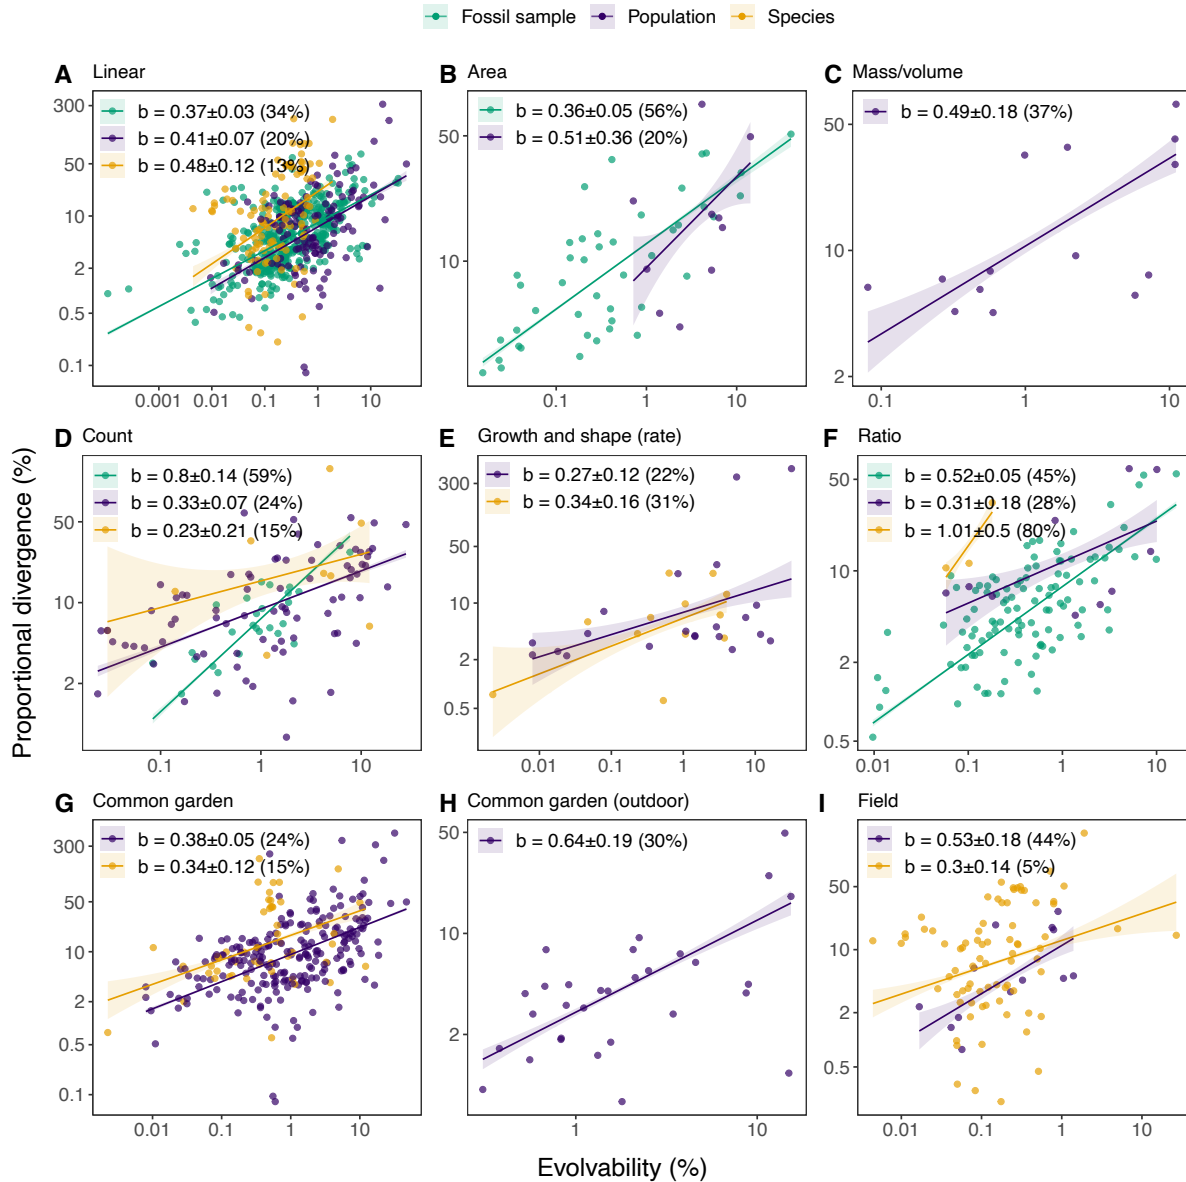 Fossil sample Population Species
A Linear
b = 0.37±0.03 (34%)
b = 0.41±0.07 (20%)
b = 0.48±0.12 (13%)
300
50
10
2
0.5
0.1
0.001 0.01 0.1 1 10
B Area
b = 0.36±0.05 (56%)
b = 0.51±0.36 (20%)
50
10
0.1 1 10
C Mass/volume
b = 0.49±0.18 (37%)
50
10
2
0.1 1 10
D Count
b = 0.8±0.14 (59%)
b = 0.33±0.07 (24%)
b = 0.23±0.21 (15%)
50
10
2
0.1 1 10
E Growth and shape (rate)
b = 0.27±0.12 (22%)
b = 0.34±0.16 (31%)
300
50
10
2
0.5
0.01 0.1 1 10
F Ratio
b = 0.52±0.05 (45%)
b = 0.31±0.18 (28%)
b = 1.01±0.5 (80%)
50
10
2
0.5
0.01 0.1 1 10
G Common garden
b = 0.38±0.05 (24%)
b = 0.34±0.12 (15%)
300
50
10
2
0.5
0.1
0.01 0.1 1 10
H Common garden (outdoor)
b = 0.64±0.19 (30%)
50
10
2
1 10
I Field
b = 0.53±0.18 (44%)
b = 0.3±0.14 (5%)
50
10
2
0.5
0.01 0.1 1 10
Proportional divergence (%)
Evolvability (%)